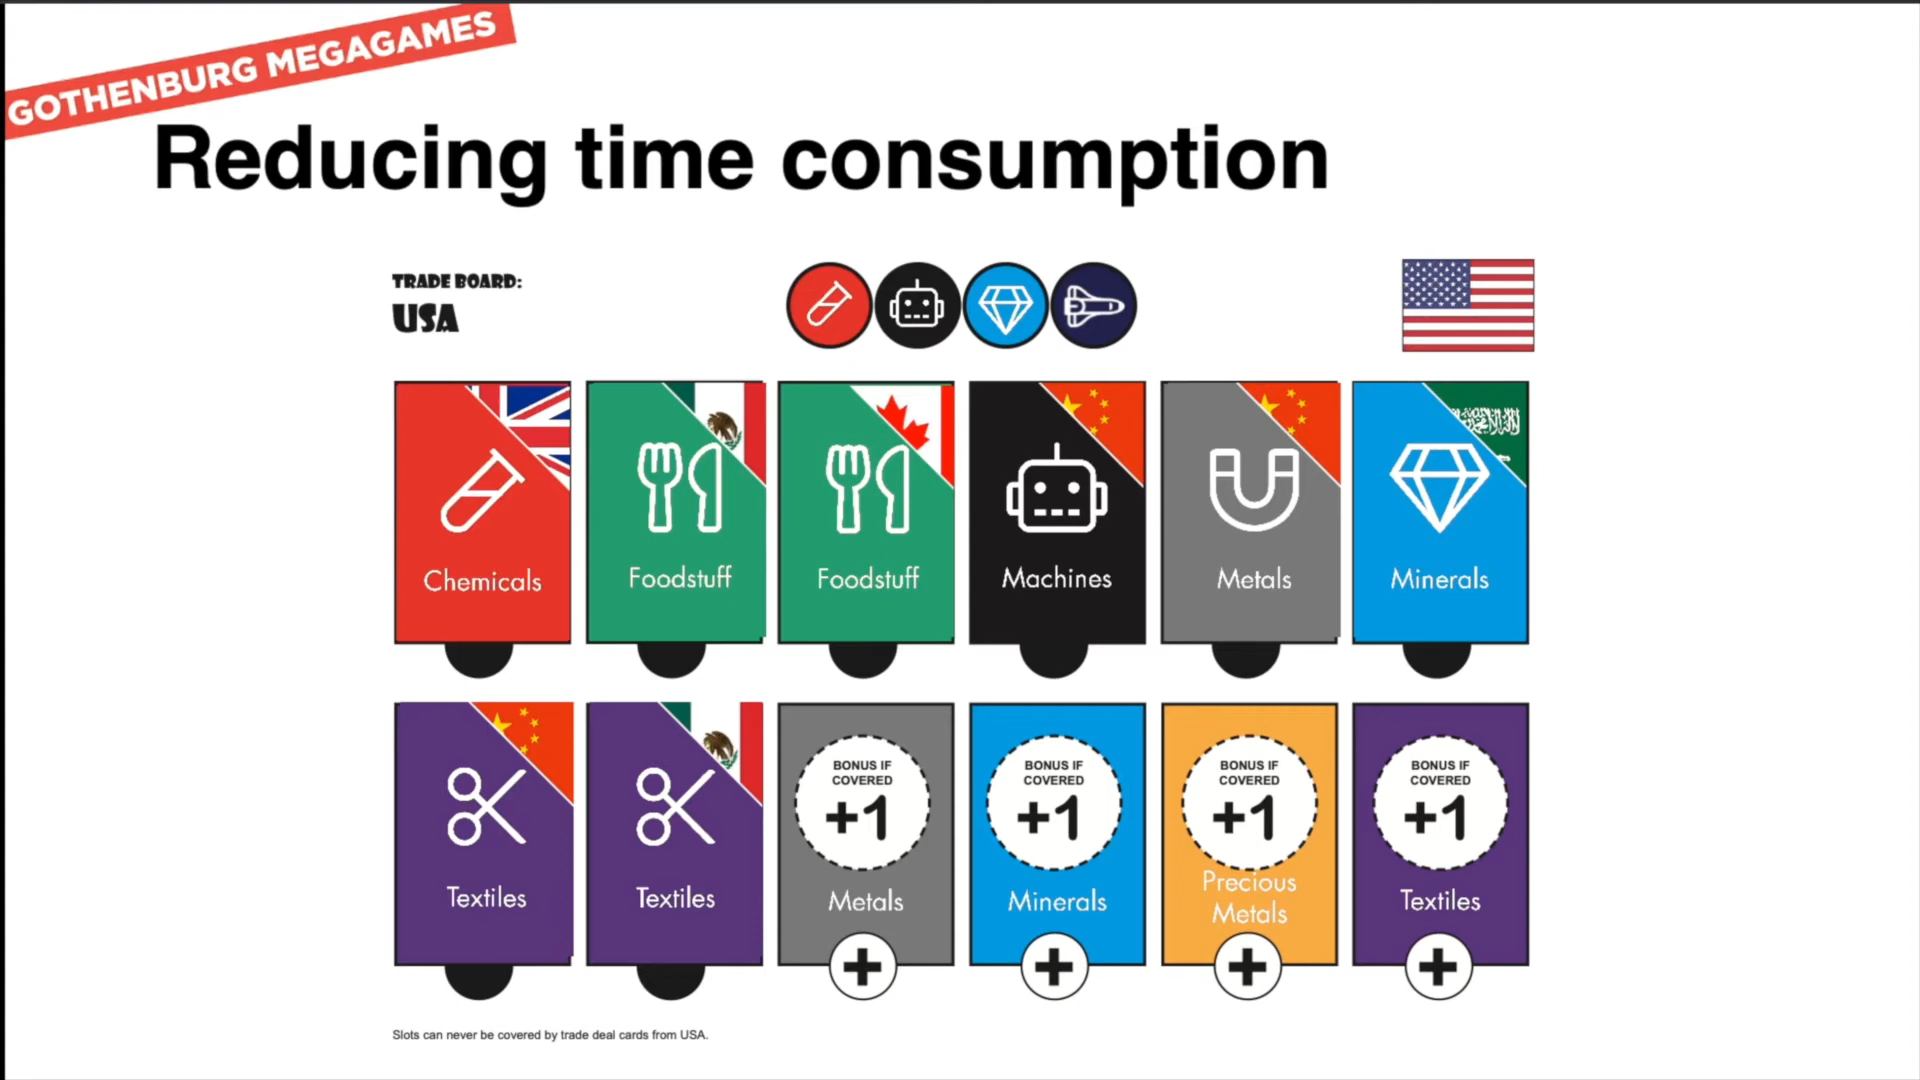 GOTHENBURG MEGAGAMES
Reducing time consumption
TRADE BOARD:
USA
Chemicals
Foodstuff
Foodstuff
Machines
Metals
Minerals
Textiles
Textiles
BONUS IF
COVERED
+1
Metals
+
BONUS IF
COVERED
+1
Minerals
+
BONUS IF
COVERED
+1
Precious
Metals
+
BONUS IF
COVERED
+1
Textiles
+
Slots can never be covered by trade deal cards from USA.